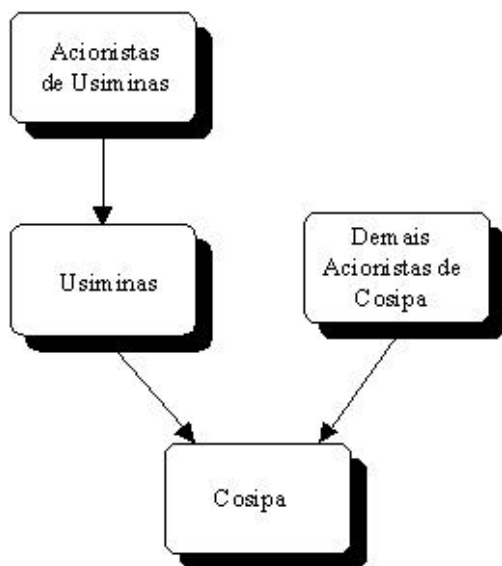 Acionistas
de Usiminas
Usiminas
Demais
Acionistas de
Cosipa
Cosipa